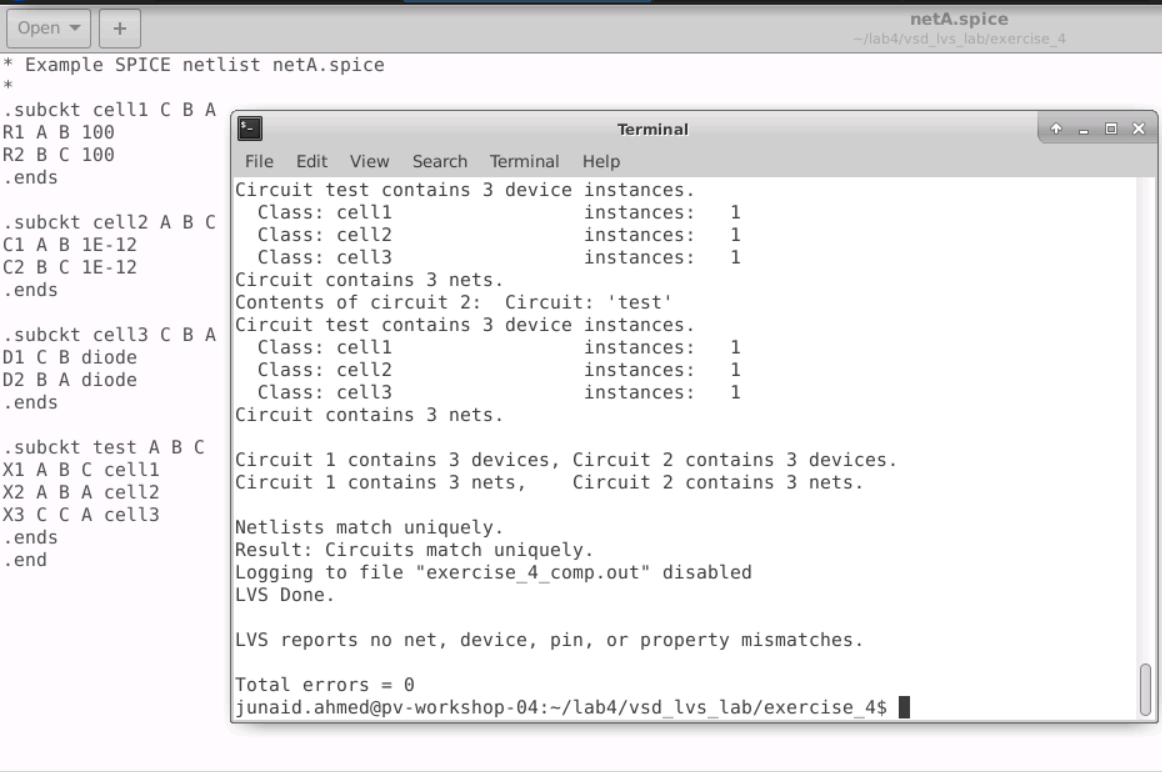 Open
+
netA.spice
~/lab4/vsd_lvs_lab/exercise_4
* Example SPICE netlist netA.spice
*
.subckt cell1 C B A
R1 A B 100
R2 B C 100
.ends
.subckt cell2 A B C
C1 A B 1E-12
C2 B C 1E-12
.ends
.subckt cell3 C B A
D1 C B diode
D2 B A diode
.ends
.subckt test A B C
X1 A B C cell1
X2 A B A cell2
X3 C C A cell3
.ends
.end
Terminal
File Edit View Search Terminal Help
Circuit test contains 3 device instances.
  Class: cell1                 instances:   1
  Class: cell2                 instances:   1
  Class: cell3                 instances:   1
Circuit contains 3 nets.
Contents of circuit 2:  Circuit: 'test'
Circuit test contains 3 device instances.
  Class: cell1                 instances:   1
  Class: cell2                 instances:   1
  Class: cell3                 instances:   1
Circuit contains 3 nets.
Circuit 1 contains 3 devices, Circuit 2 contains 3 devices.
Circuit 1 contains 3 nets,    Circuit 2 contains 3 nets.
Netlists match uniquely.
Result: Circuits match uniquely.
Logging to file "exercise_4_comp.out" disabled
LVS Done.
LVS reports no net, device, pin, or property mismatches.
Total errors = 0
junaid.ahmed@pv-workshop-04:~/lab4/vsd_lvs_lab/exercise_4$